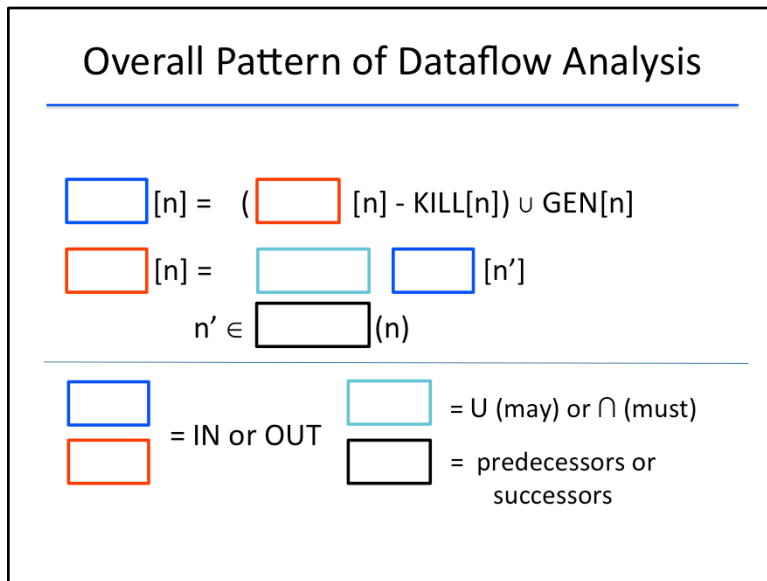 Overall Pattern of Dataflow Analysis
[n] = ( [n] - KILL[n]) ∪ GEN[n]
[n] = [n’]
n’ ∈ (n)
= IN or OUT
= U (may) or ∩ (must)
= predecessors or
successors